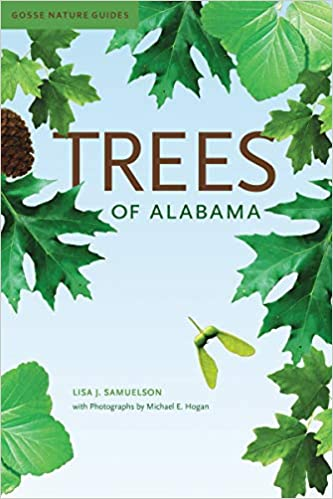 GOSSE NATURE GUIDES
TREES
OF ALABAMA
LISA J. SAMUELSON
with Photographs by Michael E. Hogan